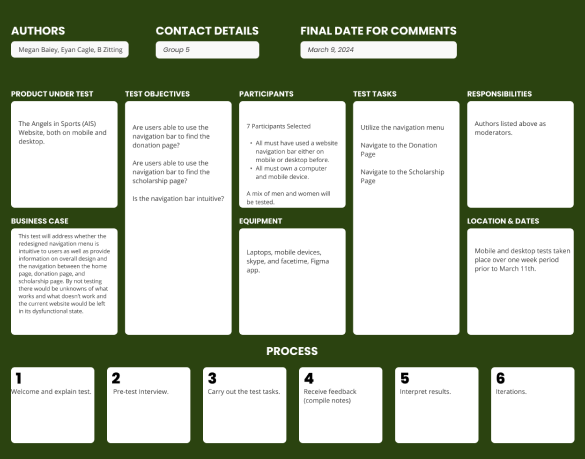 AUTHORS
Megan Baiey, Eyan Cagle, B Zitting
CONTACT DETAILS
Group 5
FINAL DATE FOR COMMENTS
March 9, 2024
PRODUCT UNDER TEST
The Angels in Sports (AIS)
Website, both on mobile and
desktop.
BUSINESS CASE
This test will address whether the
redesigned navigation menu is
intuitive to users as well as provide
information on overall design and
the navigation between the home
page, donation page, and
scholarship page. By not testing
there would be unknowns of what
works and what doesn't work and
the current website would be left
in its dysfunctional state.
TEST OBJECTIVES
Are users able to use the
navigation bar to find the
donation page?
Are users able to use the
navigation bar to find the
scholarship page?
Is the navigation bar intuitive?
PARTICIPANTS
7 Participants Selected
• All must have used a website
navigation bar either on
mobile or desktop before.
• All must own a computer
and mobile device.
A mix of men and women will
be tested.
EQUIPMENT
Laptops, mobile devices,
skype, and facetime. Figma
app.
TEST TASKS
Utilize the navigation menu
Navigate to the Donation
Page
Navigate to the Scholarship
Page
RESPONSIBILITIES
Authors listed above as
moderators.
LOCATION & DATES
Mobile and desktop tests taken
place over one week period
prior to March 11th.
PROCESS
1
Welcome and explain test.
2
Pre-test Interview.
3
Carry out the test tasks.
4
Receive feedback
(compile notes)
5
Interpret results.
6
Iterations.